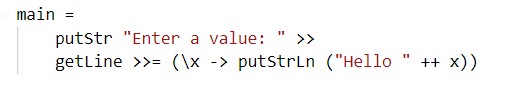 main =
    putStr "Enter a value: " >>
    getLine >>= (\x -> putStrLn ("Hello " ++ x))